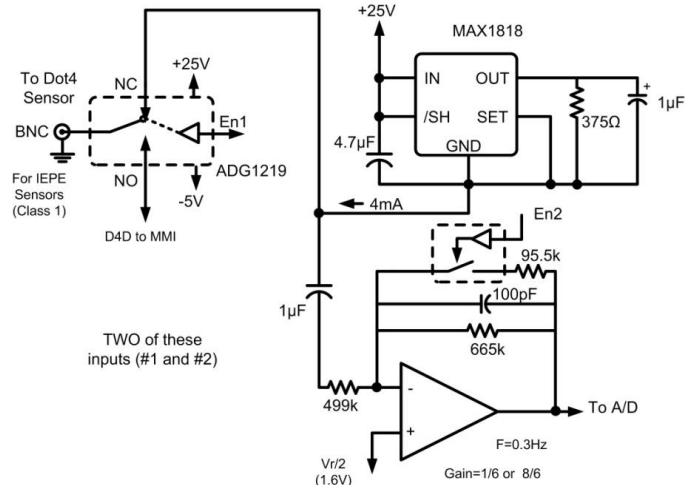 +25V
MAX1818
To Dot4
Sensor
NC
+25V
BNC
En1
For IEPE
Sensors
(Class 1)
NO
ADG1219
-5V
D4D to MMI
IN
OUT
/SH
SET
GND
4.7µF
375Ω
+
1µF
4mA
En2
95.5k
100pF
665k
1µF
TWO of these
inputs (#1 and #2)
499k
-
+
To A/D
F=0.3Hz
Vr/2
(1.6V)
Gain=1/6 or 8/6